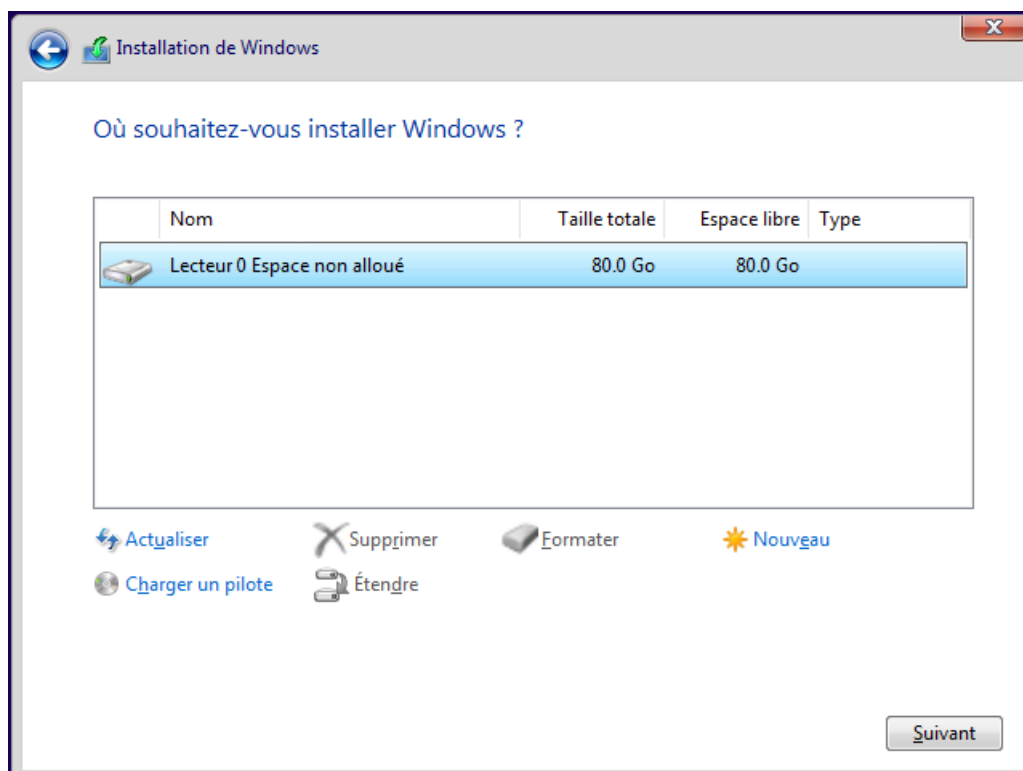 Installation de Windows
Où souhaitez-vous installer Windows ?
Nom Taille totale Espace libre Type
Lecteur 0 Espace non alloué 80.0 Go 80.0 Go
Actualiser Supprimer Formater Nouveau
Charger un pilote Étendre
Suivant